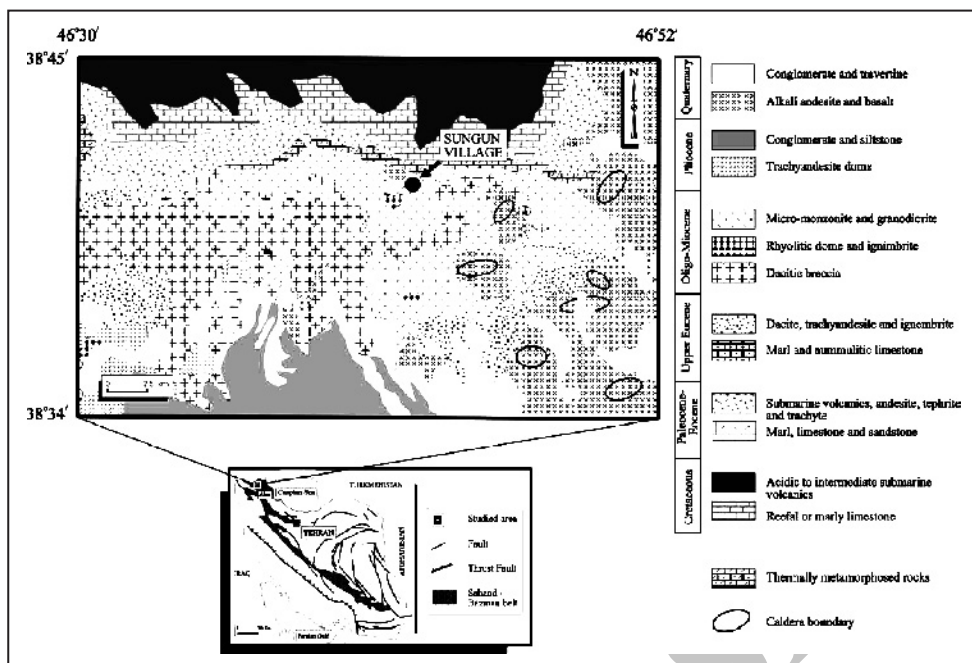 46°30′
46°52′
38°45′
38°34′
N
SUNGUN
VILLAGE
Quaternary
Conglomerate and travertine
Alkali andesite and basalt
Pliocene
Conglomerate and siltstone
Trachyandesite dome
Oligo-Miocene
Micro-monzonite and granodiorite
Rhyolitic dome and ignimbrite
Dacitic breccia
Upper Eocene
Dacite, trachyandesite and ignembrite
Marl and nummulitic limestone
Paleocene-
Eocene
Submarine volcanics, andesite, tephrite
and trachyte
Marl, limestone and sandstone
Cretaceous
Acidic to intermediate submarine
volcanics
Reefal or marly limestone
Thermally metamorphosed rocks
Caldera boundary
Caspian Sea
TURKMENISTAN
TEHRAN
IRAQ
AFGHANISTAN
Persian Gulf
Studied area
Fault
Thrust Fault
Sahand -
Bazman belt